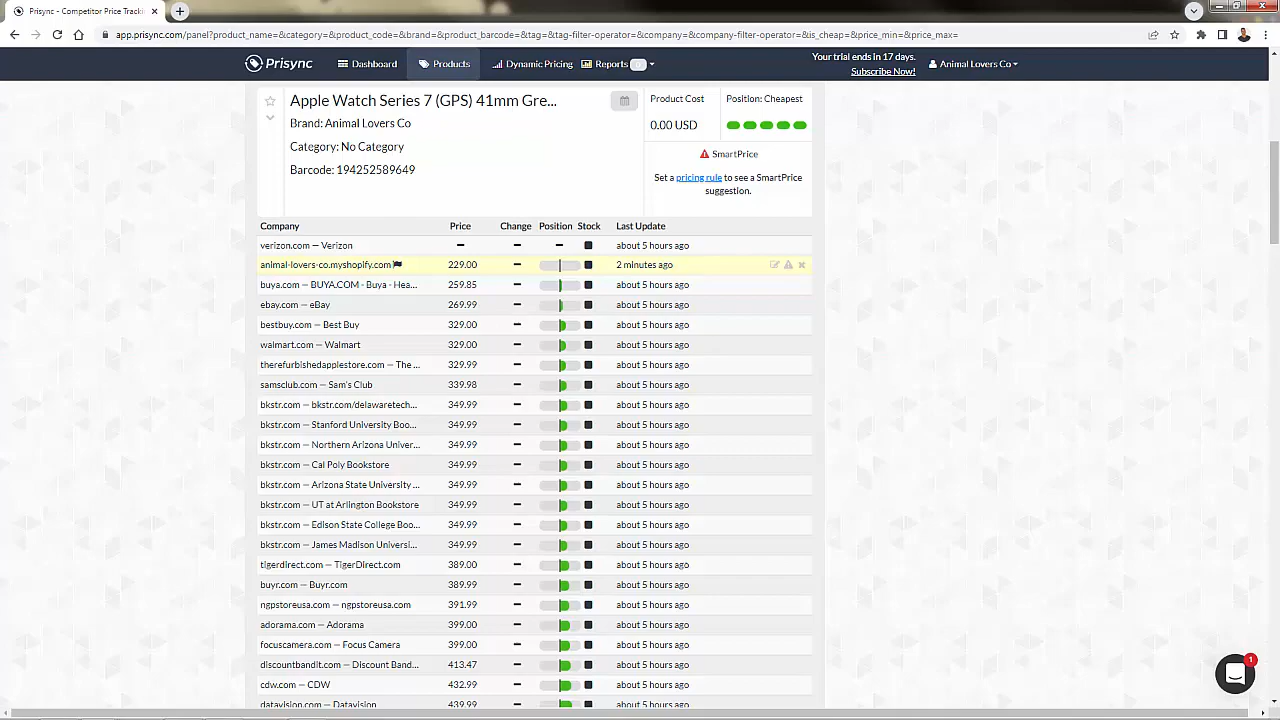 Prisync - Competitor Price Tracki
app.prisync.com/panel?product_name=&category=&product_code=&brand=&product_barcode=&tag=&tag-filter-operator=&company=&company-filter-operator=&is_cheap=&price_min=&price_max=
Prisync Dashboard Products Dynamic Pricing Reports Your trial ends in 17 days. Subscribe Now! Animal Lovers Co
Apple Watch Series 7 (GPS) 41mm Gre...
Brand: Animal Lovers Co
Category: No Category
Barcode: 194252589649
Product Cost
0.00 USD
Position: Cheapest
SmartPrice
Set a pricing rule to see a SmartPrice
suggestion.
Company Price Change Position Stock Last Update
verizon.com — Verizon – – – about 5 hours ago
animal-lovers-co.myshopify.com 229.00 – 2 minutes ago
buya.com — BUYA.COM - Buya - Hea... 259.85 – about 5 hours ago
ebay.com — eBay 269.99 – about 5 hours ago
bestbuy.com — Best Buy 329.00 – about 5 hours ago
walmart.com — Walmart 329.00 – about 5 hours ago
therefurbishedapplestore.com — The ... 329.99 – about 5 hours ago
samsclub.com — Sam's Club 339.98 – about 5 hours ago
bkstr.com — bkstr.com/delawaretech... 349.99 – about 5 hours ago
bkstr.com — Stanford University Boo... 349.99 – about 5 hours ago
bkstr.com — Northern Arizona Univer... 349.99 – about 5 hours ago
bkstr.com — Cal Poly Bookstore 349.99 – about 5 hours ago
bkstr.com — Arizona State University ... 349.99 – about 5 hours ago
bkstr.com — UT at Arlington Bookstore 349.99 – about 5 hours ago
bkstr.com — Edison State College Boo... 349.99 – about 5 hours ago
bkstr.com — James Madison Universi... 349.99 – about 5 hours ago
tigerdirect.com — TigerDirect.com 389.00 – about 5 hours ago
buyr.com — Buyr.com 389.99 – about 5 hours ago
ngpstoreusa.com — ngpstoreusa.com 391.99 – about 5 hours ago
adorama.com — Adorama 399.00 – about 5 hours ago
focuscamera.com — Focus Camera 399.00 – about 5 hours ago
discountbandit.com — Discount Band... 413.47 – about 5 hours ago
cdw.com — CDW 432.99 – about 5 hours ago
datavision.com — Datavision 439.99 – about 5 hours ago
1